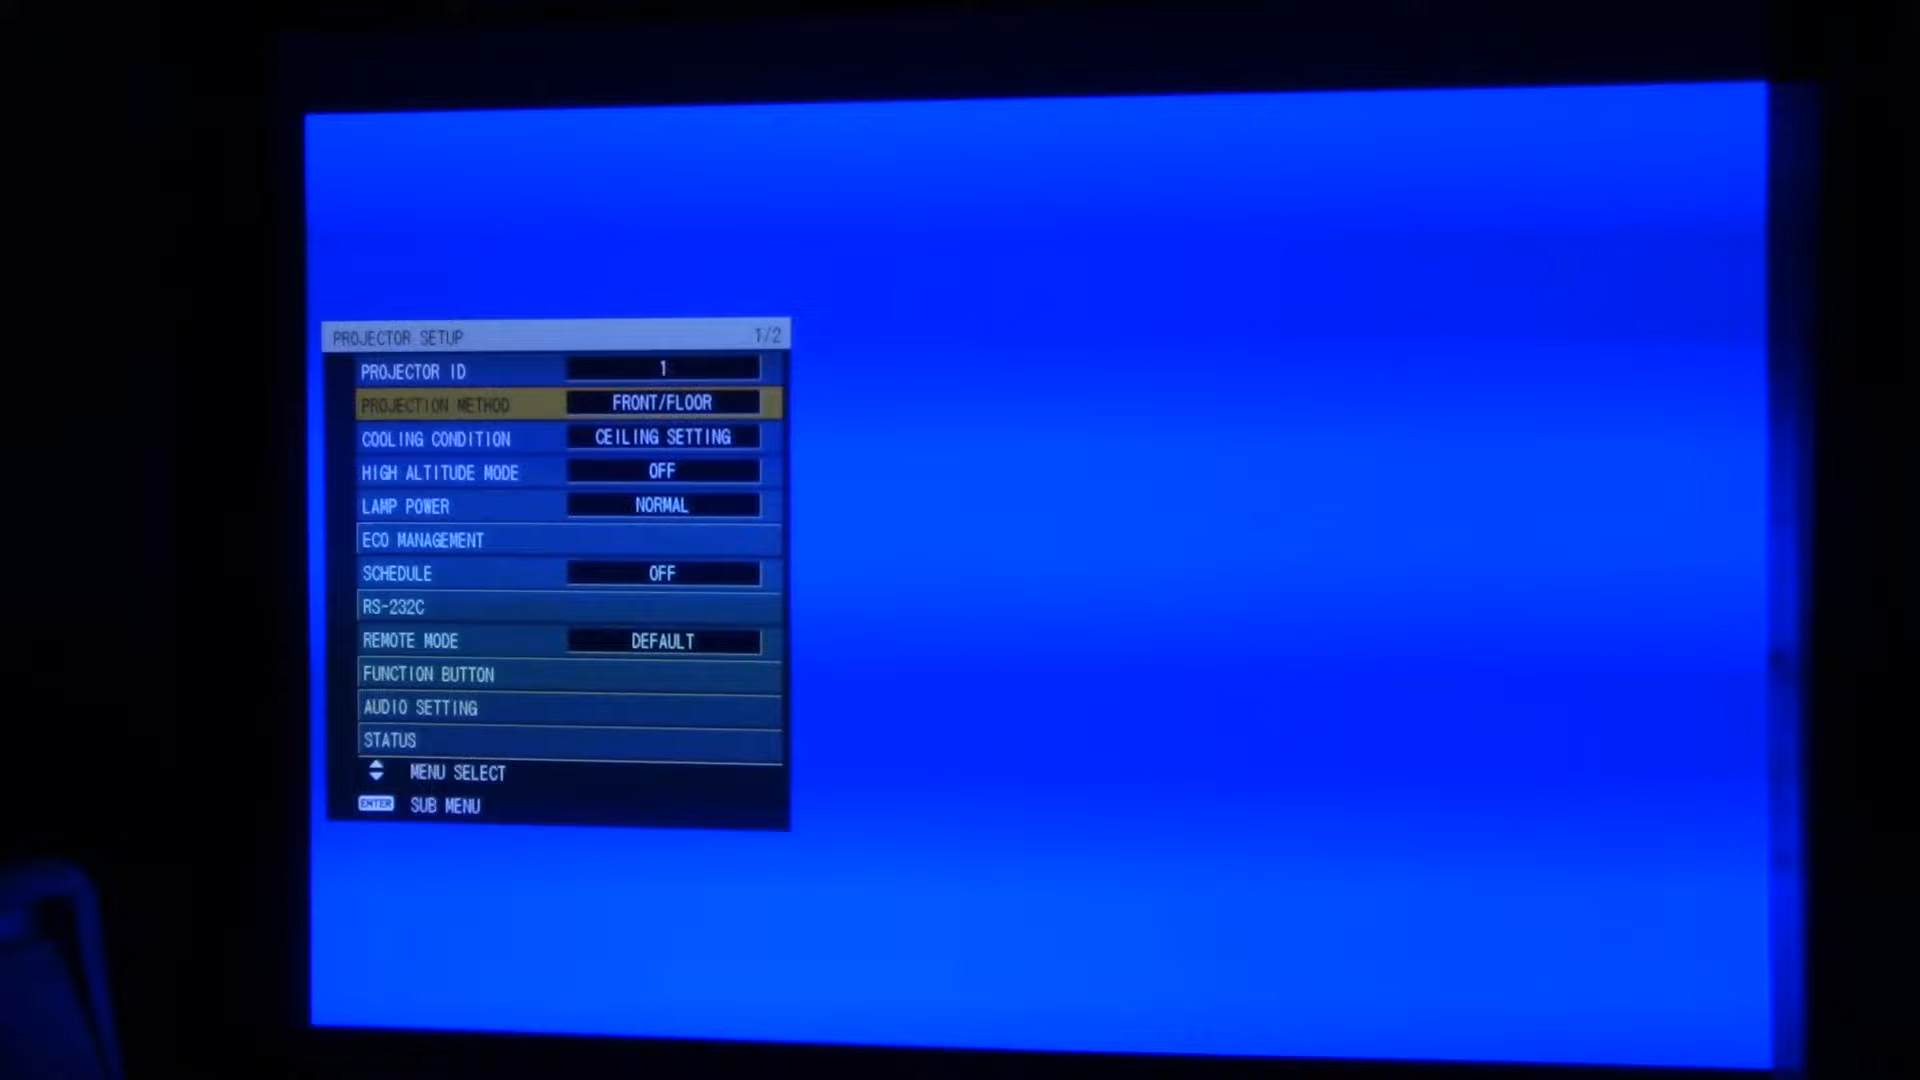 PROJECTOR SETUP 1/2
PROJECTOR ID 1
PROJECTION METHOD FRONT/FLOOR
COOLING CONDITION CEILING SETTING
HIGH ALTITUDE MODE OFF
LAMP POWER NORMAL
ECO MANAGEMENT
SCHEDULE OFF
RS-232C
REMOTE MODE DEFAULT
FUNCTION BUTTON
AUDIO SETTING
STATUS
MENU SELECT
ENTER SUB MENU